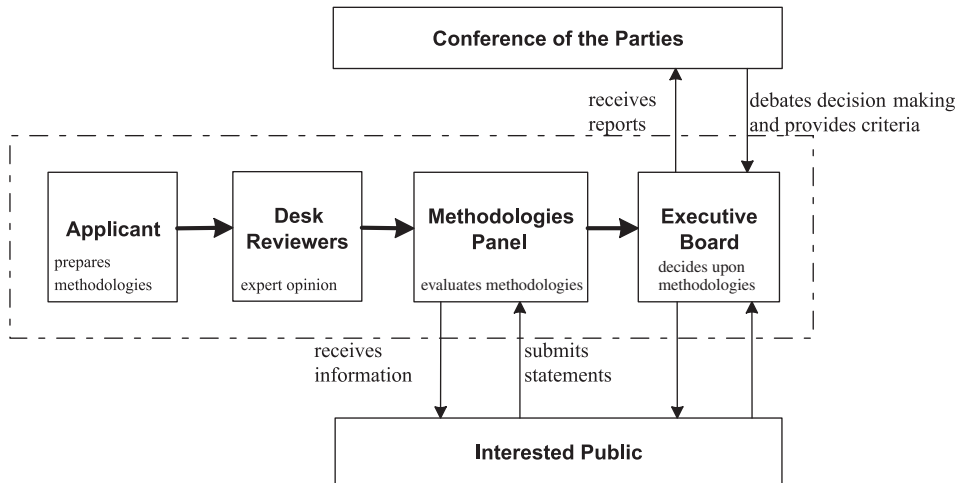 Conference of the Parties
receives
reports
debates decision making
and provides criteria
Applicant
prepares
methodologies
Desk
Reviewers
expert opinion
Methodologies
Panel
evaluates methodologies
Executive
Board
decides upon
methodologies
receives
information
submits
statements
Interested Public